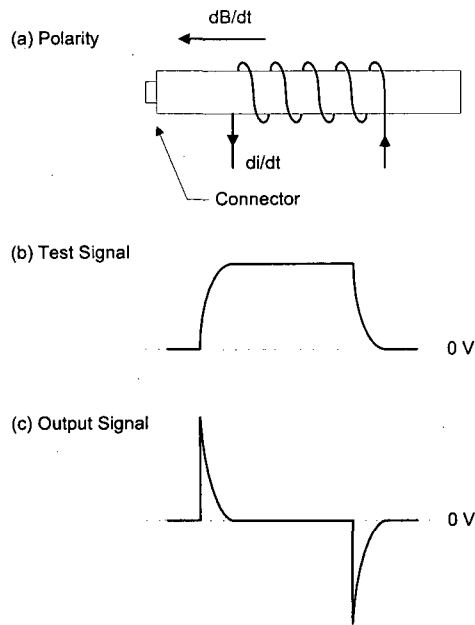 dB/dt
(a) Polarity
di/dt
Connector
(b) Test Signal
0 V
(c) Output Signal
0 V